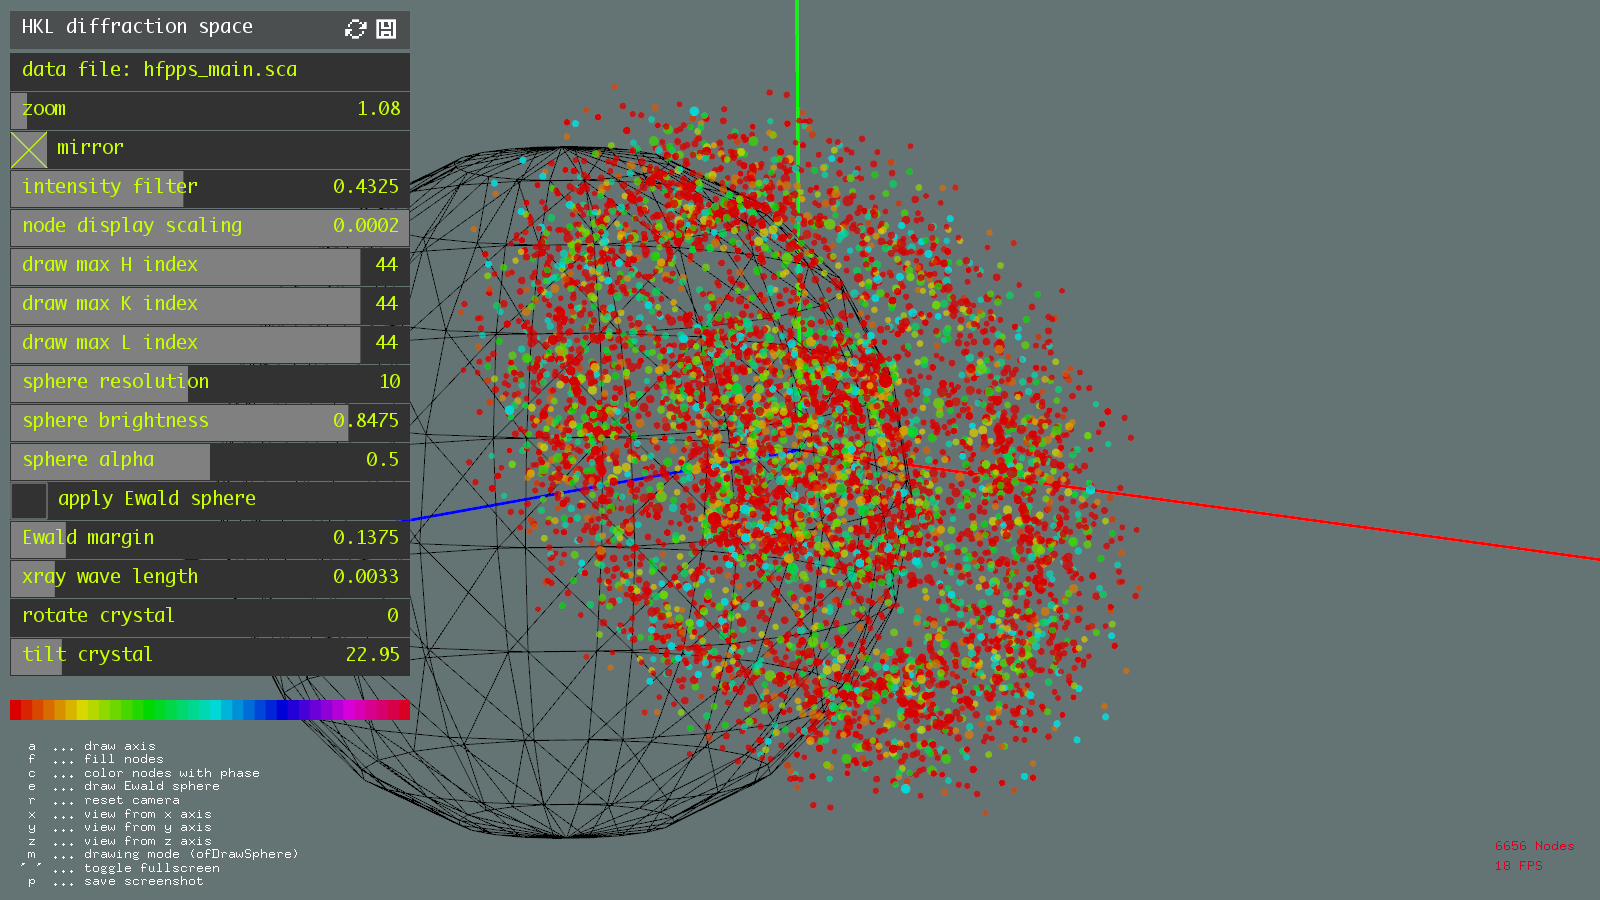 HKL diffraction space
data file: hfpps_main.sca
zoom 1.08
mirror
intensity filter 0.4325
node display scaling 0.0002
draw max H index 44
draw max K index 44
draw max L index 44
sphere resolution 10
sphere brightness 0.8475
sphere alpha 0.5
apply Ewald sphere
Ewald margin 0.1375
xray wave length 0.0033
rotate crystal 0
tilt crystal 22.95
a ... draw axis
f ... fill nodes
c ... color nodes with phase
e ... draw Ewald sphere
r ... reset camera
x ... view from x axis
y ... view from y axis
z ... view from z axis
m ... drawing mode (ofDrawSphere)
' ' ... toggle fullscreen
p ... save screenshot
6656 Nodes
18 FPS